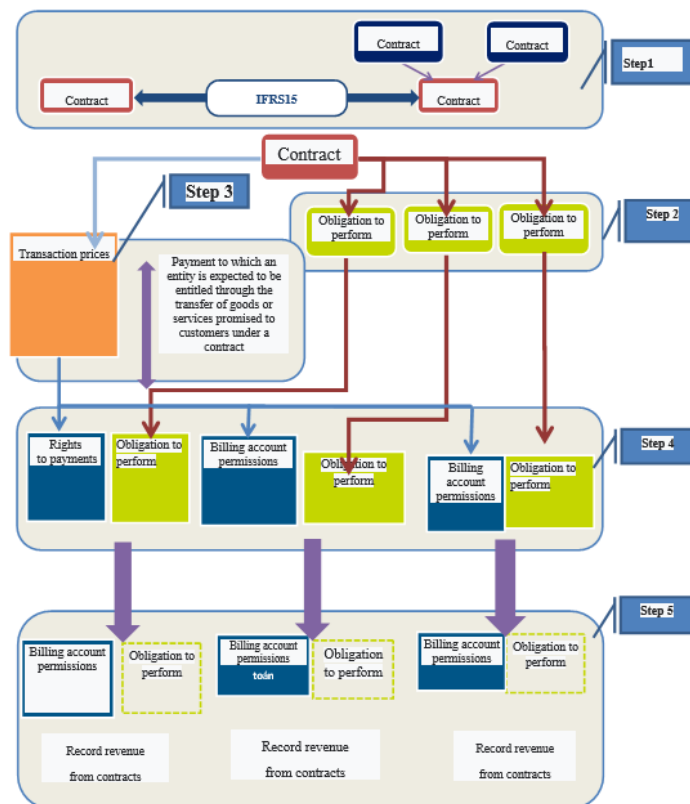 Contract
Contract
Step1
Contract
IFRS15
Contract
Contract
Step 3
Obligation to
perform
Obligation to
perform
Obligation to
perform
Step 2
Transaction prices
Payment to which an
entity is expected to be
entitled through the
transfer of goods or
services promised to
customers under a
contract
Rights
to payments
Obligation to
perform
Billing account
permissions
Obligation to
perform
Billing
account
permissions
Obligation to
perform
Step 4
Billing account
permissions
Obligation to
perform
Billing account
permissions
toán
Obligation
to perform
Billing account
permissions
Obligation to
perform
Step 5
Record revenue
from contracts
Record revenue
from contracts
Record revenue
from contracts